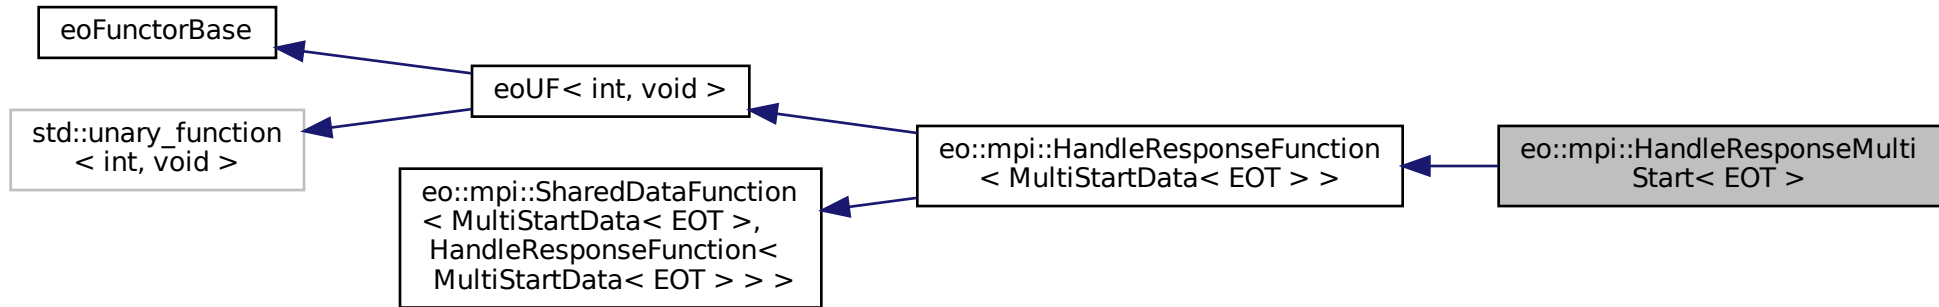 eoFunctorBase
std::unary_function
< int, void >
eoUF< int, void >
eo::mpi::SharedDataFunction
< MultiStartData< EOT >,
HandleResponseFunction<
MultiStartData< EOT > > >
eo::mpi::HandleResponseFunction
< MultiStartData< EOT > >
eo::mpi::HandleResponseMulti
Start< EOT >